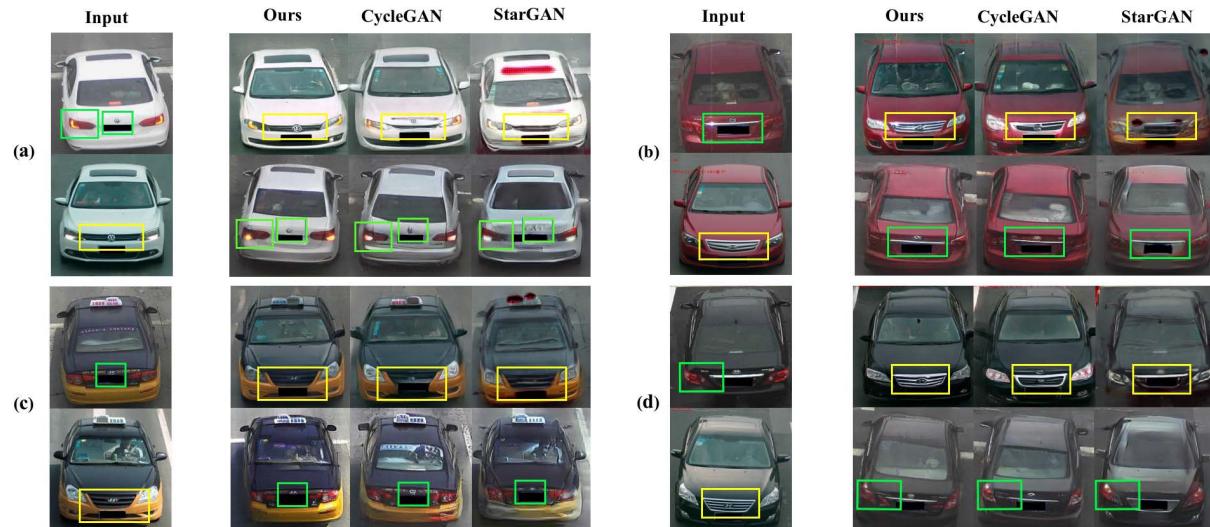 Input Ours CycleGAN StarGAN Input Ours CycleGAN StarGAN
(a)
(b)
(c)
(d)